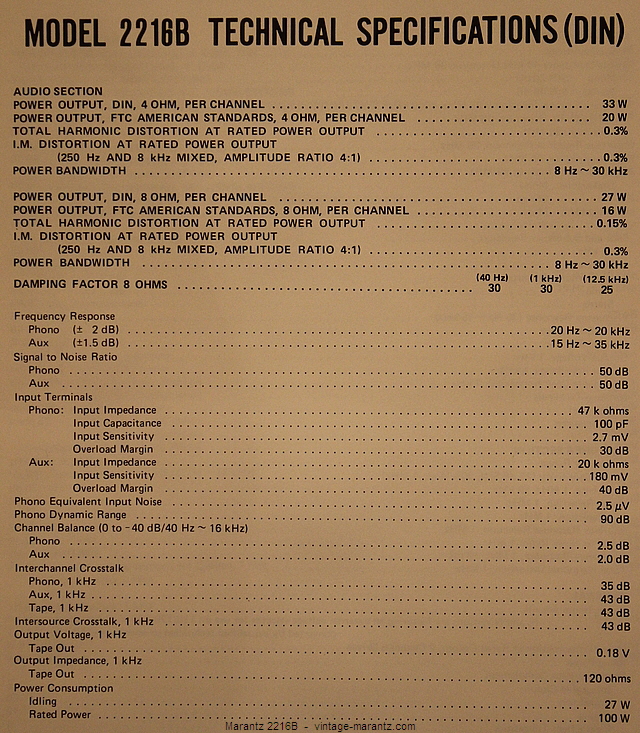 MODEL 2216B TECHNICAL SPECIFICATIONS (DIN)
AUDIO SECTION
POWER OUTPUT, DIN, 4 OHM, PER CHANNEL 33 W
POWER OUTPUT, FTC AMERICAN STANDARDS, 4 OHM, PER CHANNEL 20 W
TOTAL HARMONIC DISTORTION AT RATED POWER OUTPUT 0.3%
I.M. DISTORTION AT RATED POWER OUTPUT
(250 Hz AND 8 kHz MIXED, AMPLITUDE RATIO 4:1) 0.3%
POWER BANDWIDTH 8 Hz ~ 30 kHz
POWER OUTPUT, DIN, 8 OHM, PER CHANNEL 27 W
POWER OUTPUT, FTC AMERICAN STANDARDS, 8 OHM, PER CHANNEL 16 W
TOTAL HARMONIC DISTORTION AT RATED POWER OUTPUT 0.15%
I.M. DISTORTION AT RATED POWER OUTPUT
(250 Hz AND 8 kHz MIXED, AMPLITUDE RATIO 4:1) 0.3%
POWER BANDWIDTH 8 Hz ~ 30 kHz
(40 Hz) (1 kHz) (12.5 kHz)
DAMPING FACTOR 8 OHMS 30 30 25
Frequency Response
Phono (± 2 dB) 20 Hz ~ 20 kHz
Aux (±1.5 dB) 15 Hz ~ 35 kHz
Signal to Noise Ratio
Phono 50 dB
Aux 50 dB
Input Terminals
Phono: Input Impedance 47 k ohms
Input Capacitance 100 pF
Input Sensitivity 2.7 mV
Overload Margin 30 dB
Aux: Input Impedance 20 k ohms
Input Sensitivity 180 mV
Overload Margin 40 dB
Phono Equivalent Input Noise 2.5 µV
Phono Dynamic Range 90 dB
Channel Balance (0 to -40 dB/40 Hz ~ 16 kHz)
Phono 2.5 dB
Aux 2.0 dB
Interchannel Crosstalk
Phono, 1 kHz 35 dB
Aux, 1 kHz 43 dB
Tape, 1 kHz 43 dB
Intersource Crosstalk, 1 kHz 43 dB
Output Voltage, 1 kHz
Tape Out 0.18 V
Output Impedance, 1 kHz
Tape Out 120 ohms
Power Consumption
Idling 27 W
Rated Power 100 W
Marantz 2216B - vintage-marantz.com